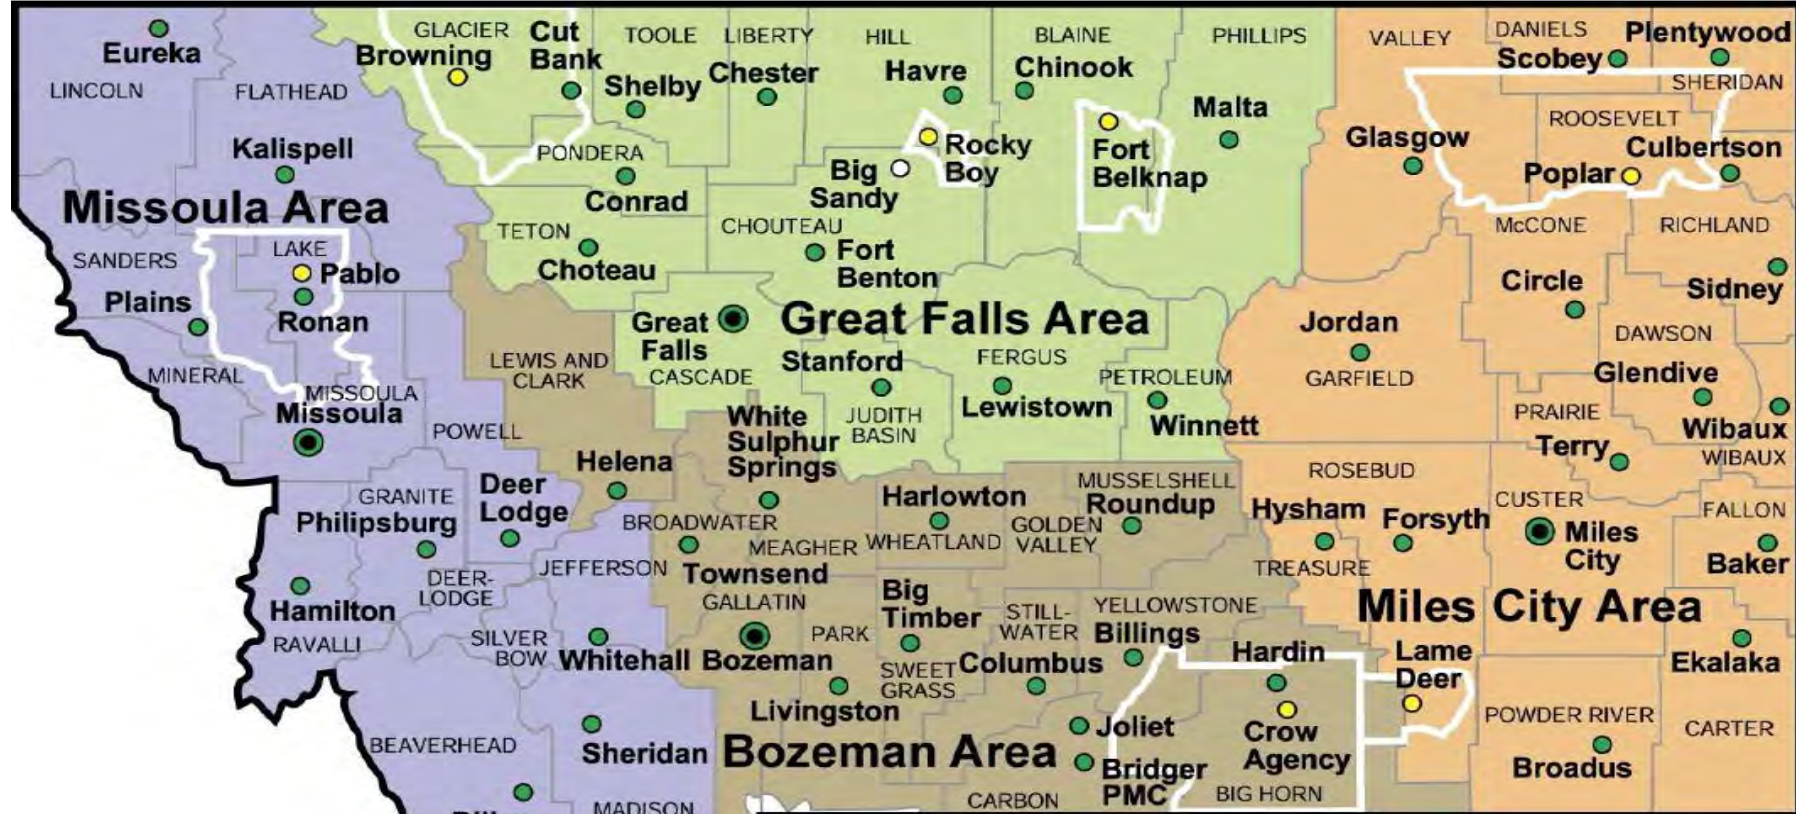 GLACIER
Cut
Bank
TOOLE
LIBERTY
HILL
BLAINE
PHILLIPS
VALLEY
DANIELS
Scobey
Plentywood
SHERIDAN
Eureka
LINCOLN
FLATHEAD
Browning
Shelby
Chester
Havre
Chinook
Malta
Glasgow
ROOSEVELT
Culbertson
Poplar
Kalispell
PONDERA
Conrad
Big
Sandy
Rocky
Boy
Fort
Belknap
Missoula Area
TETON
Choteau
CHOUTEAU
Fort
Benton
McCONE
RICHLAND
Circle
Sidney
SANDERS
LAKE
Pablo
Plains
Ronan
Great
Falls
CASCADE
Great Falls Area
Stanford
FERGUS
PETROLEUM
Jordan
GARFIELD
DAWSON
Glendive
MINERAL
MISSOULA
Missoula
LEWIS AND
CLARK
POWELL
White
Sulphur
Springs
JUDITH
BASIN
Lewistown
Winnett
PRAIRIE
Terry
Wibaux
WIBAUX
Helena
GRANITE
Philipsburg
Deer
Lodge
BROADWATER
MEAGHER
Harlowton
WHEATLAND
GOLDEN
VALLEY
MUSSELSHELL
Roundup
ROSEBUD
Hysham
Forsyth
CUSTER
Miles
City
FALLON
Baker
JEFFERSON
Townsend
TREASURE
DEER-
LODGE
Hamilton
RAVALLI
SILVER
BOW
Whitehall
GALLATIN
Bozeman
PARK
Big
Timber
SWEET
GRASS
STILL-
WATER
Columbus
YELLOWSTONE
Billings
Hardin
Miles City Area
Lame
Deer
Ekalaka
Livingston
BEAVERHEAD
Sheridan
Bozeman Area
Joliet
Bridger
PMC
Crow
Agency
POWDER RIVER
Broadus
CARTER
MADISON
CARBON
BIG HORN